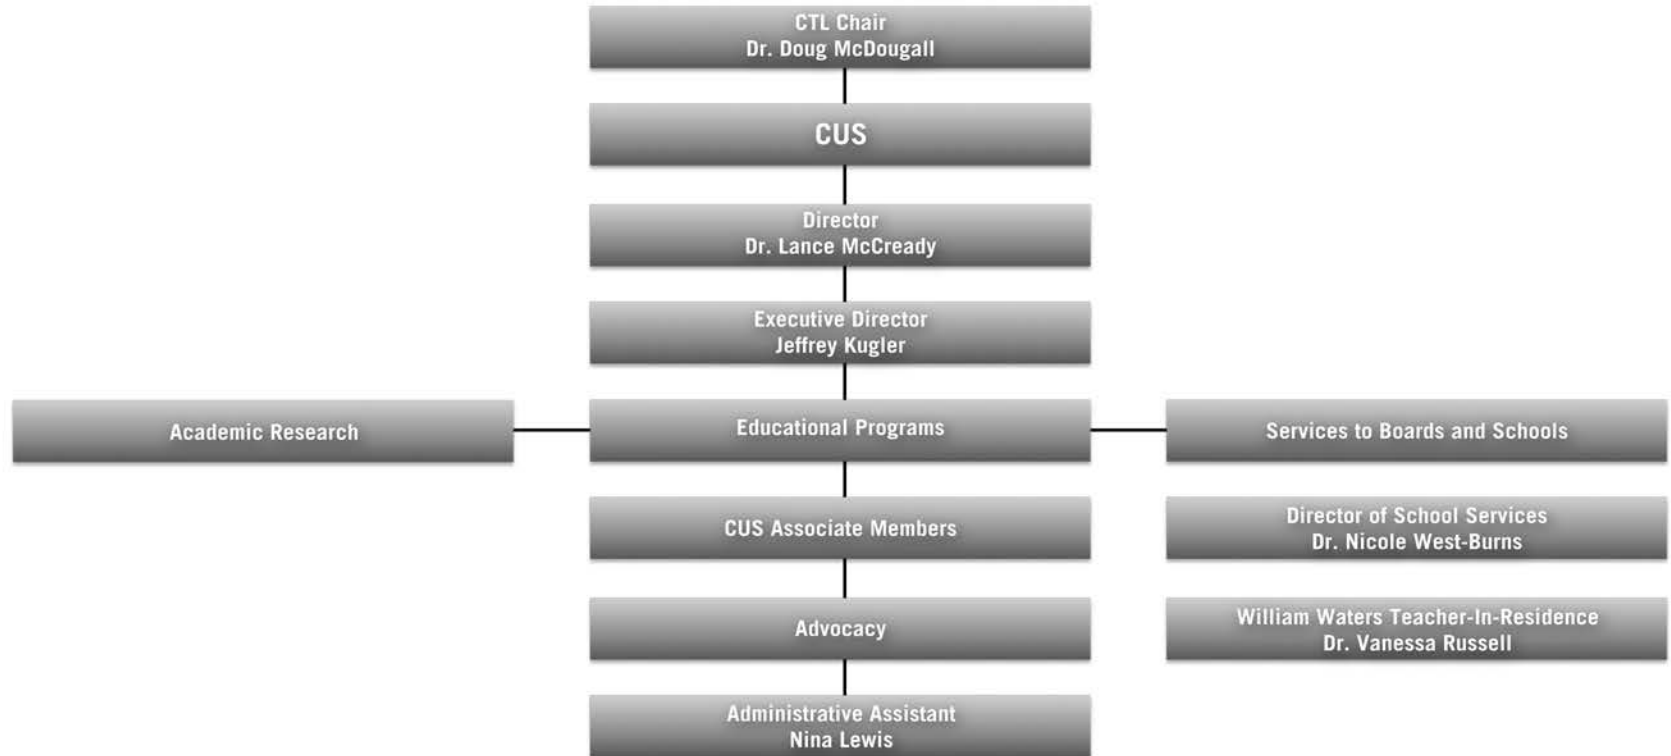 CTL Chair
Dr. Doug McDougall
CUS
Director
Dr. Lance McCready
Executive Director
Jeffrey Kugler
Academic Research
Educational Programs
Services to Boards and Schools
CUS Associate Members
Director of School Services
Dr. Nicole West-Burns
Advocacy
William Waters Teacher-In-Residence
Dr. Vanessa Russell
Administrative Assistant
Nina Lewis